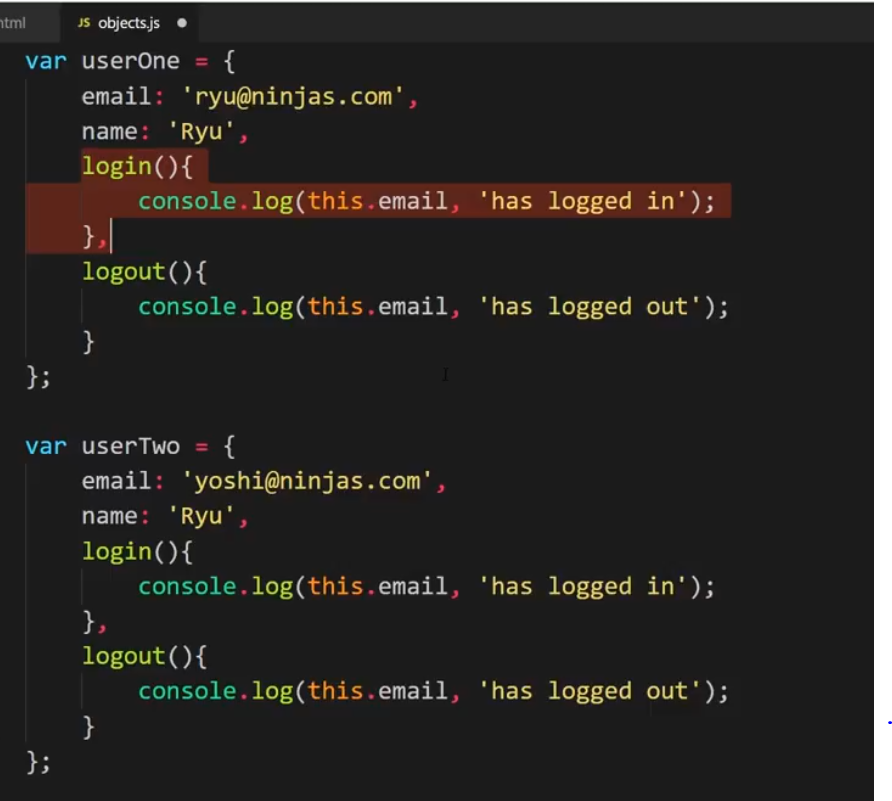 html
JS objects.js
var userOne = {
    email: 'ryu@ninjas.com',
    name: 'Ryu',
    login(){
        console.log(this.email, 'has logged in');
    },
    logout(){
        console.log(this.email, 'has logged out');
    }
};
var userTwo = {
    email: 'yoshi@ninjas.com',
    name: 'Ryu',
    login(){
        console.log(this.email, 'has logged in');
    },
    logout(){
        console.log(this.email, 'has logged out');
    }
};